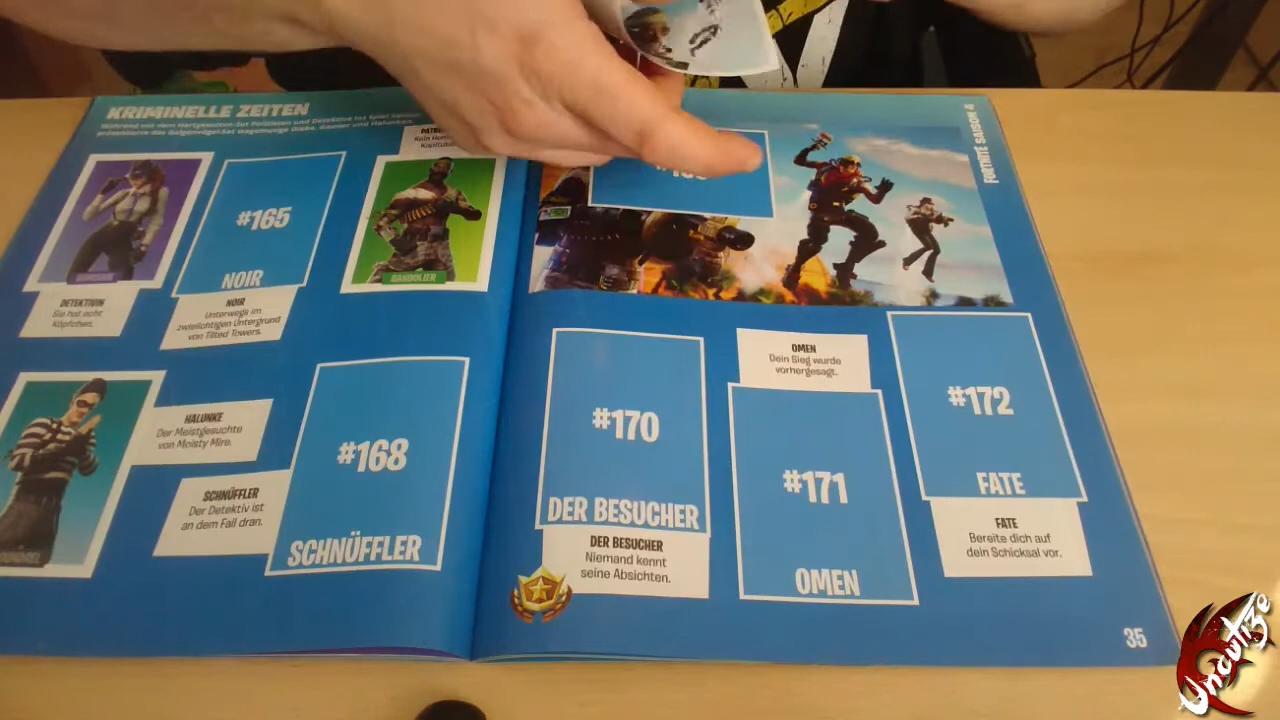 KRIMINELLE ZEITEN
#165
NOIR
BANDOLIER
DETEKTIVIN
Sie hat echt
Köpfchen.
NOIR
Unterwegs im
zwielichtigen Untergrund
von Tilted Towers.
HALUNKE
Der Meistgesuchte
von Moisty Mire.
SCHNÜFFLER
Der Detektiv ist
an dem Fall dran.
#168
SCHNÜFFLER
FORTNITE SAISON 4
#170
DER BESUCHER
DER BESUCHER
Niemand kennt
seine Absichten.
OMEN
Dein Sieg wurde
vorhergesagt.
#171
OMEN
#172
FATE
FATE
Bereite dich auf
dein Schicksal vor.
35
Uncut1ze